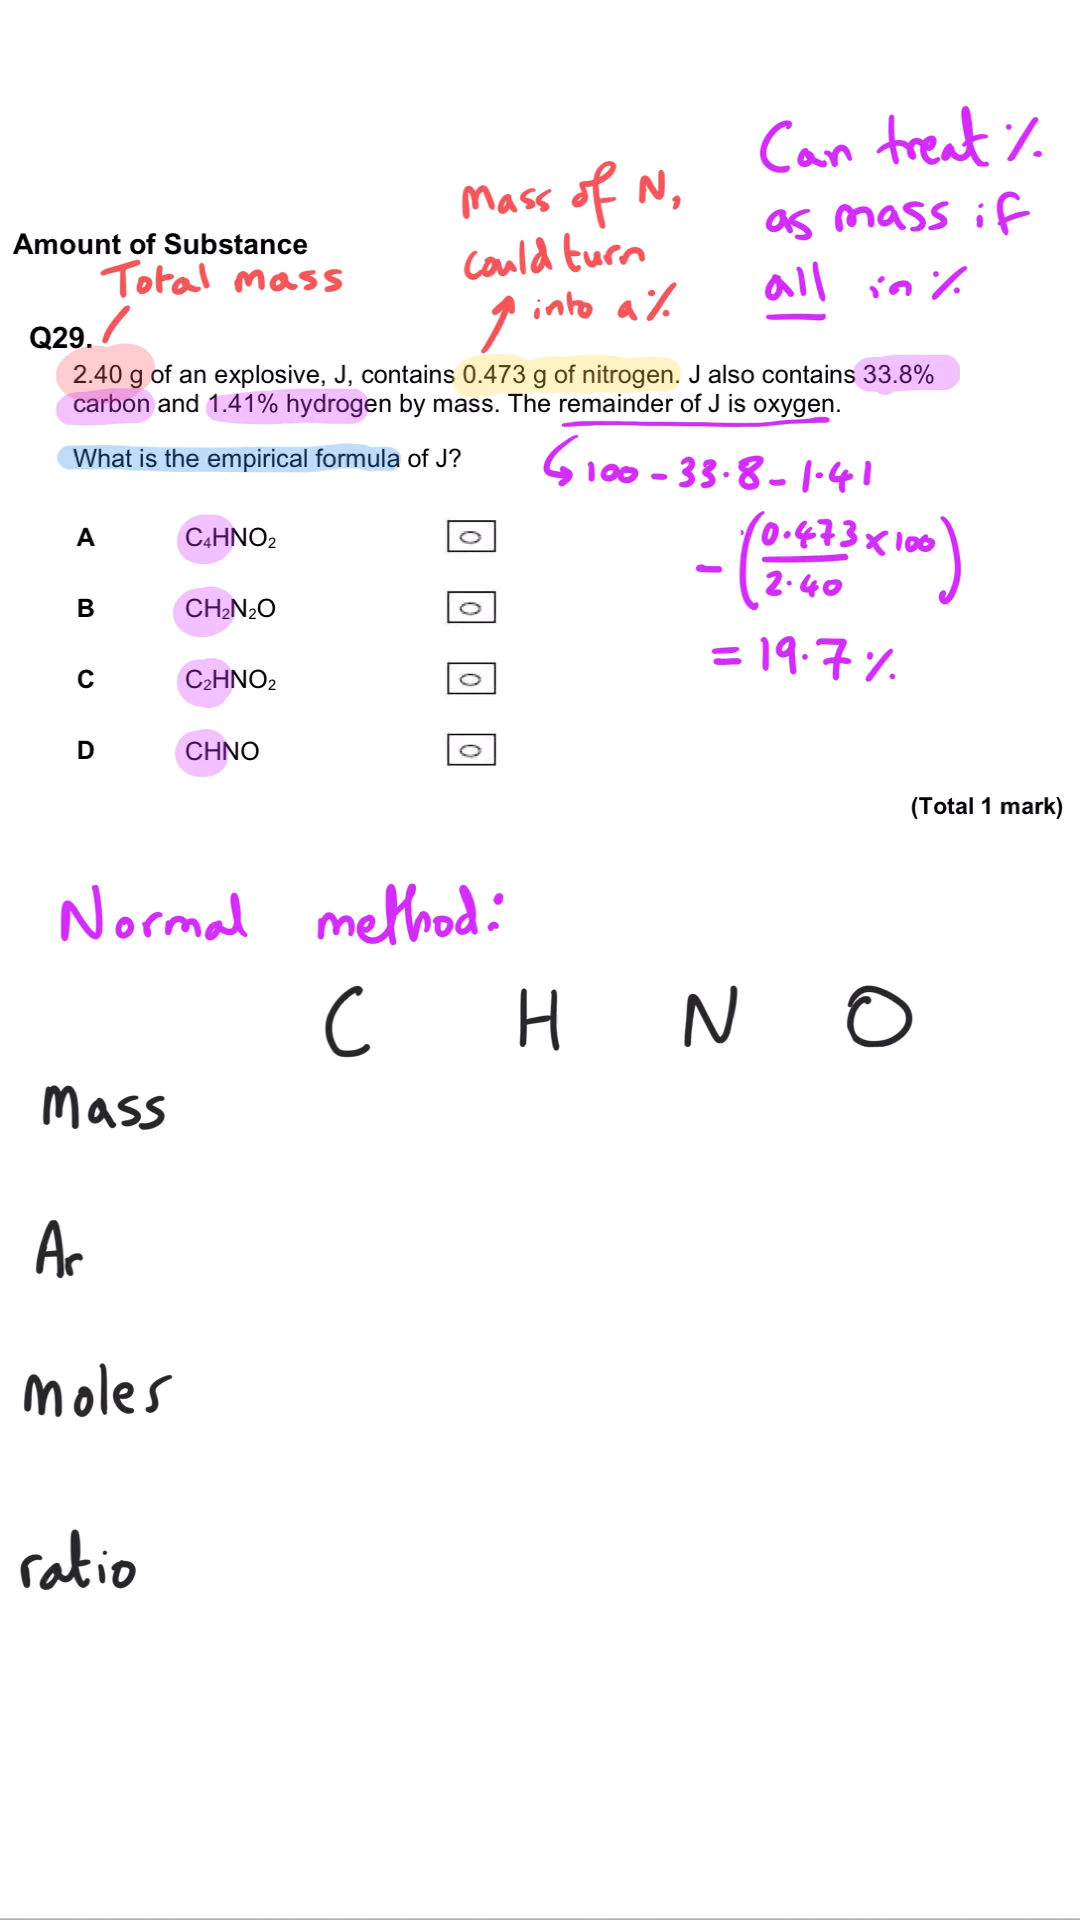 Can treat %
as mass if
all in %
Mass of N,
could turn
into a %
Amount of Substance
Total mass
Q29.
2.40 g of an explosive, J, contains 0.473 g of nitrogen. J also contains 33.8%
carbon and 1.41% hydrogen by mass. The remainder of J is oxygen.
What is the empirical formula of J?
100 - 33.8 - 1.41
- (0.473/2.40 × 100)
= 19.7 %
A C₄HNO₂
B CH₂N₂O
C C₂HNO₂
D CHNO
(Total 1 mark)
Normal method:
C H N O
Mass
Ar
Moles
ratio